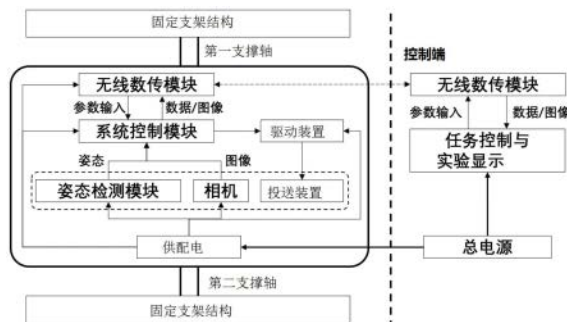 固定支架结构
第一支撑轴
控制端
无线数传模块
无线数传模块
参数输入
数据/图像
参数输入
数据/图像
系统控制模块
驱动装置
任务控制与
实验显示
姿态
图像
姿态检测模块
相机
投送装置
供配电
总电源
第二支撑轴
固定支架结构